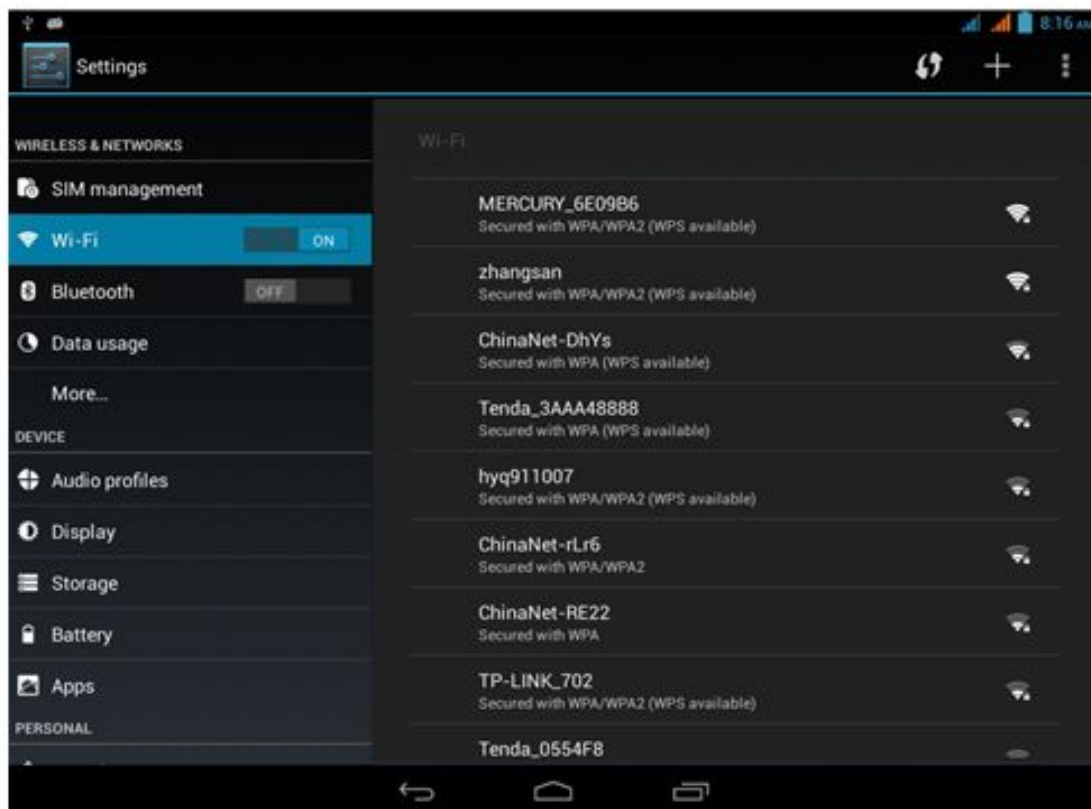 8:16 AM
Settings
WIRELESS & NETWORKS
SIM management
Wi-Fi ON
Bluetooth OFF
Data usage
More...
DEVICE
Audio profiles
Display
Storage
Battery
Apps
PERSONAL
Wi-Fi
MERCURY_6E09B6
Secured with WPA/WPA2 (WPS available)
zhangsan
Secured with WPA/WPA2 (WPS available)
ChinaNet-DhYs
Secured with WPA (WPS available)
Tenda_3AAA48888
Secured with WPA (WPS available)
hyq911007
Secured with WPA/WPA2 (WPS available)
ChinaNet-rLr6
Secured with WPA/WPA2
ChinaNet-RE22
Secured with WPA
TP-LINK_702
Secured with WPA/WPA2 (WPS available)
Tenda_0554F8